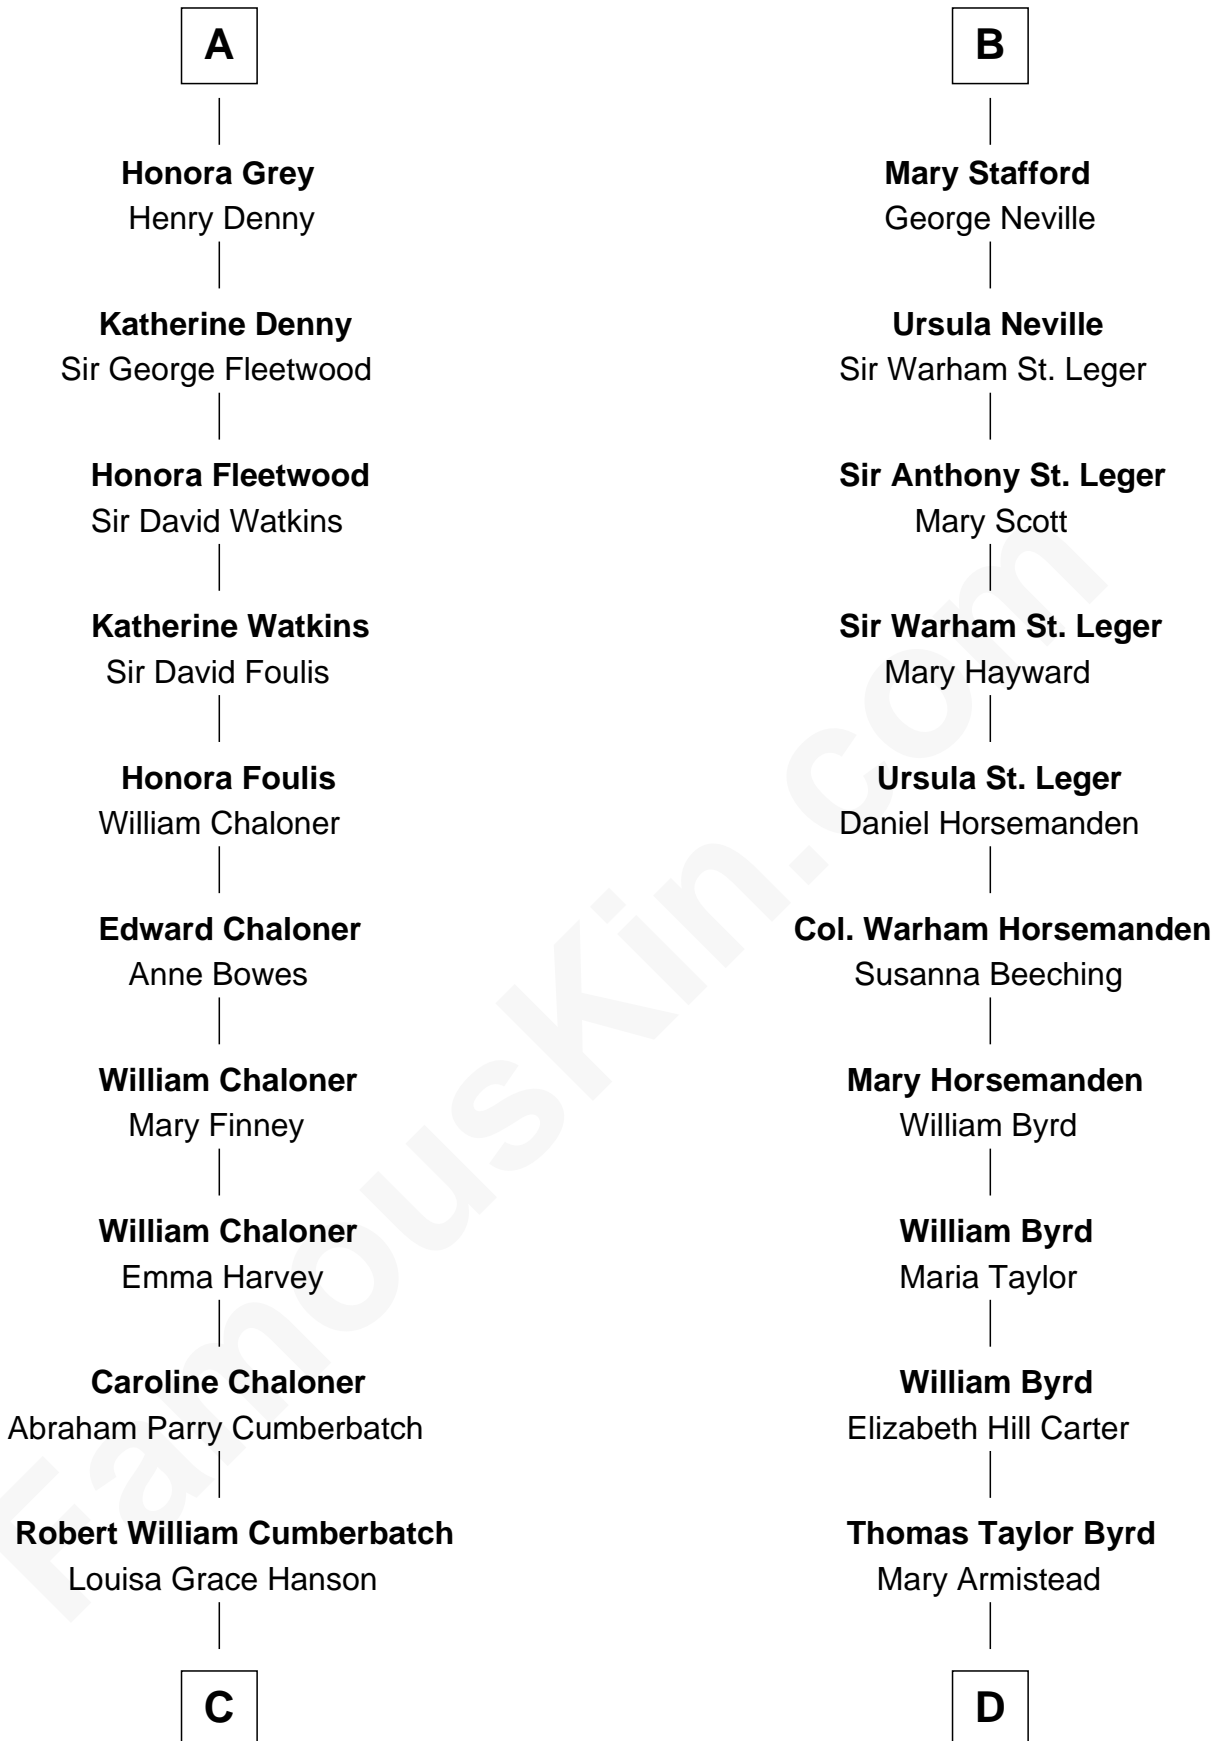 A
Honora Grey
Henry Denny
Katherine Denny
Sir George Fleetwood
Honora Fleetwood
Sir David Watkins
Katherine Watkins
Sir David Foulis
Honora Foulis
William Chaloner
Edward Chaloner
Anne Bowes
William Chaloner
Mary Finney
William Chaloner
Emma Harvey
Caroline Chaloner
Abraham Parry Cumberbatch
Robert William Cumberbatch
Louisa Grace Hanson
C
B
Mary Stafford
George Neville
Ursula Neville
Sir Warham St. Leger
Sir Anthony St. Leger
Mary Scott
Sir Warham St. Leger
Mary Hayward
Ursula St. Leger
Daniel Horsemanden
Col. Warham Horsemanden
Susanna Beeching
Mary Horsemanden
William Byrd
William Byrd
Maria Taylor
William Byrd
Elizabeth Hill Carter
Thomas Taylor Byrd
Mary Armistead
D
FamousKin.com